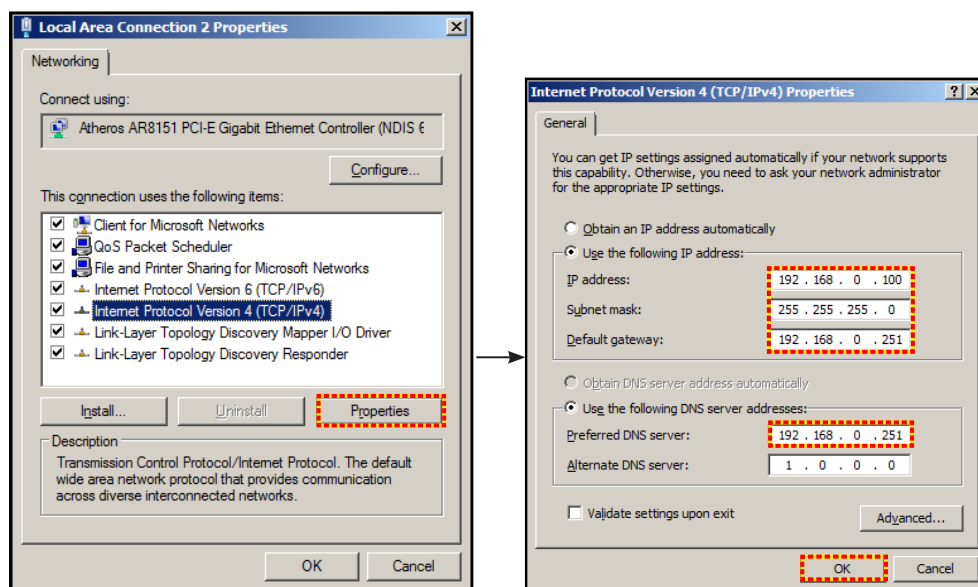 Local Area Connection 2 Properties
Networking
Connect using:
Atheros AR8151 PCI-E Gigabit Ethernet Controller (NDIS 6
Configure...
This connection uses the following items:
Client for Microsoft Networks
QoS Packet Scheduler
File and Printer Sharing for Microsoft Networks
Internet Protocol Version 6 (TCP/IPv6)
Internet Protocol Version 4 (TCP/IPv4)
Link-Layer Topology Discovery Mapper I/O Driver
Link-Layer Topology Discovery Responder
Install...
Uninstall
Properties
Description
Transmission Control Protocol/Internet Protocol. The default
wide area network protocol that provides communication
across diverse interconnected networks.
OK
Cancel
Internet Protocol Version 4 (TCP/IPv4) Properties
General
You can get IP settings assigned automatically if your network supports
this capability. Otherwise, you need to ask your network administrator
for the appropriate IP settings.
Obtain an IP address automatically
Use the following IP address:
IP address: 192 . 168 . 0 . 100
Subnet mask: 255 . 255 . 255 . 0
Default gateway: 192 . 168 . 0 . 251
Obtain DNS server address automatically
Use the following DNS server addresses:
Preferred DNS server: 192 . 168 . 0 . 251
Alternate DNS server: 1 . 0 . 0 . 0
Validate settings upon exit
Advanced...
OK
Cancel